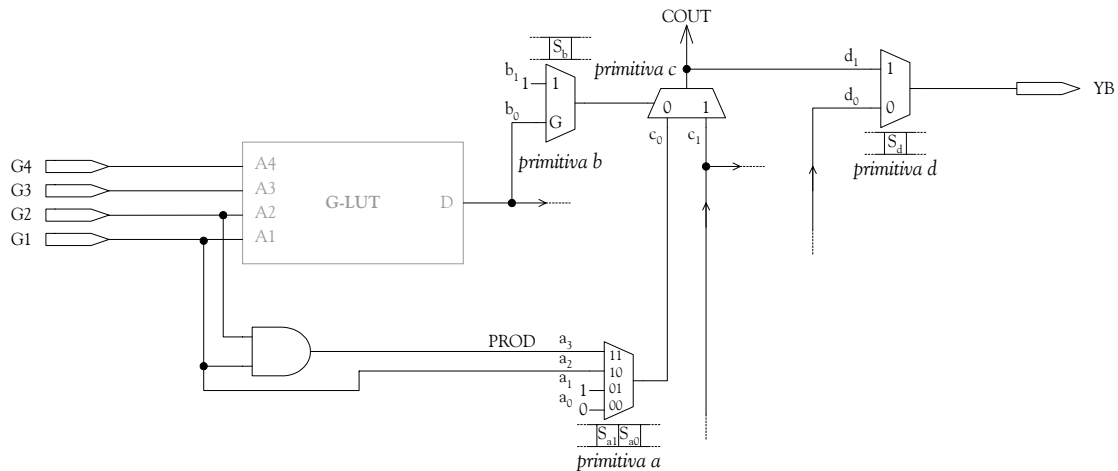 COUT
S_b
primitiva c
d_1
1
YB
b_1
1
1
b_0
G
0
1
d_0
0
c_0
c_1
S_d
primitiva d
primitiva b
G4
A4
G3
A3
G2
A2
G-LUT
D
G1
A1
PROD
a_3
11
a_2
10
a_1
1
01
a_0
0
00
S_a1
S_a0
primitiva a